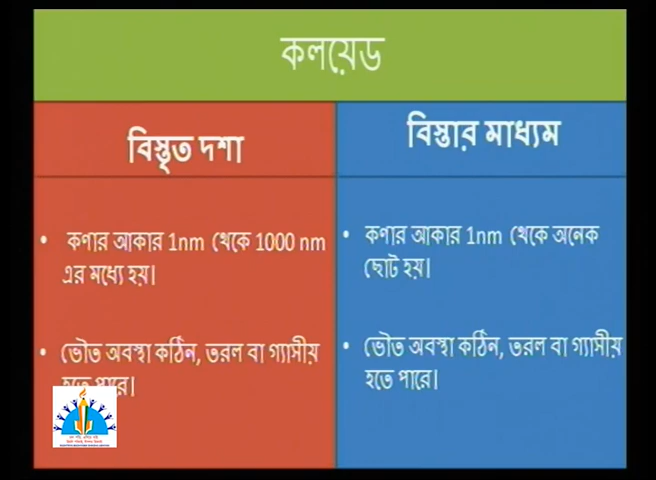 কলয়েড
বিস্তৃত দশা
বিস্তার মাধ্যম
• কণার আকার 1nm থেকে 1000 nm
এর মধ্যে হয়।
• ভৌত অবস্থা কঠিন, তরল বা গ্যাসীয়
হতে পারে।
• কণার আকার 1nm থেকে অনেক
ছোট হয়।
• ভৌত অবস্থা কঠিন, তরল বা গ্যাসীয়
হতে পারে।